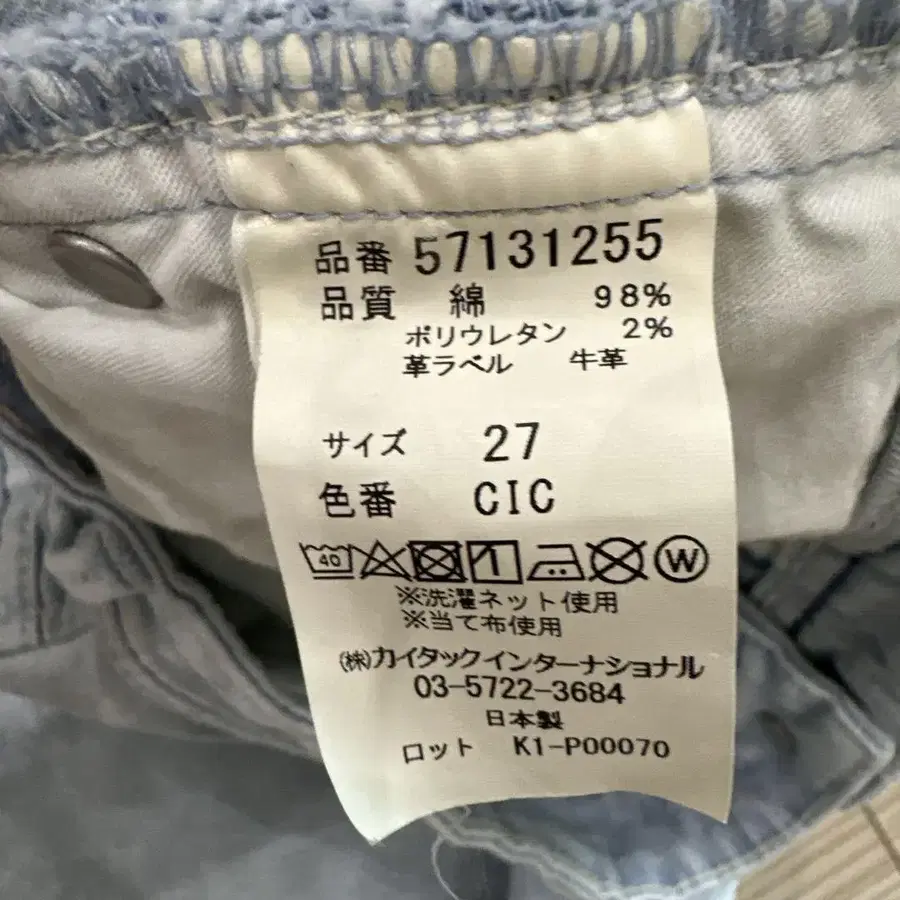 品番 57131255
品質 綿 98%
ポリウレタン 2%
革ラベル 牛革
サイズ 27
色番 CIC
40 W
※洗濯ネット使用
※当て布使用
㈱カイタックインターナショナル
03-5722-3684
日本製
ロット K1-P00070